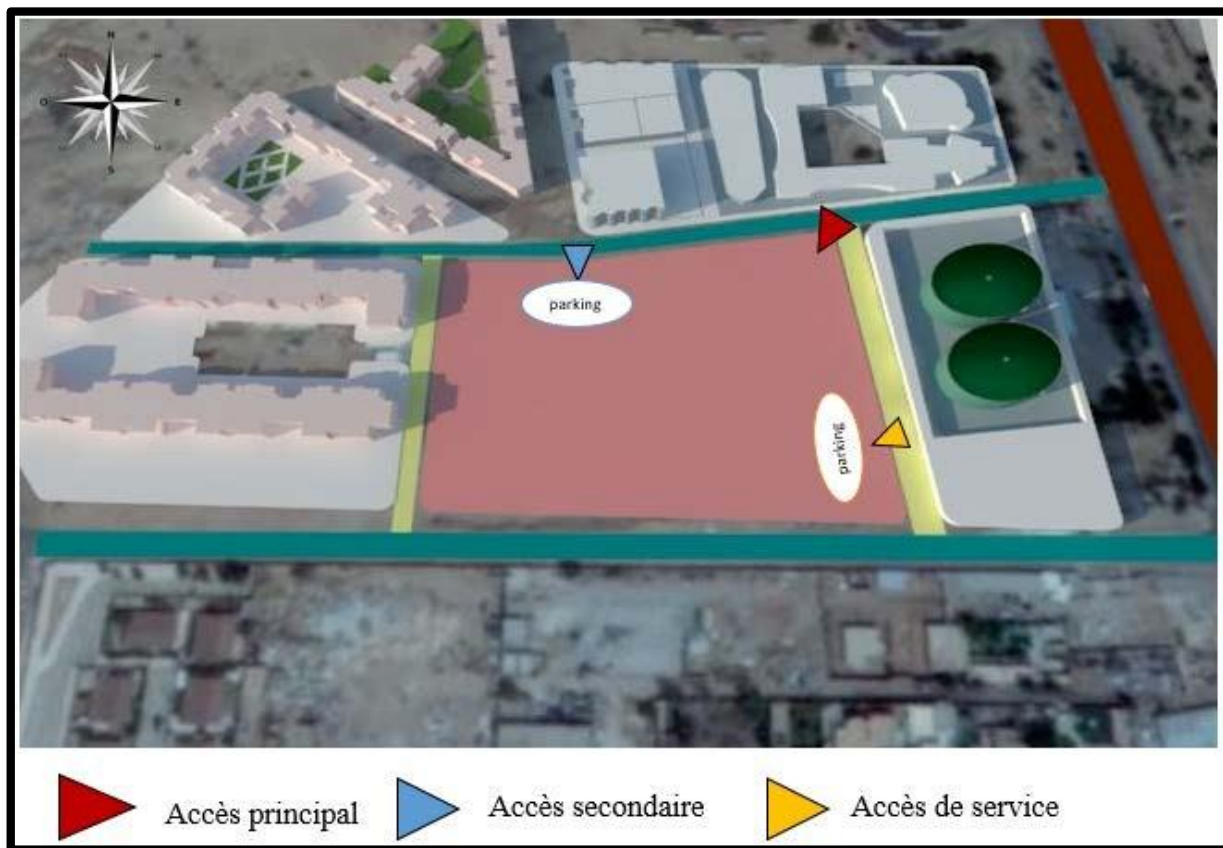 N
O E
S
parking
parking
Accès principal
Accès secondaire
Accès de service